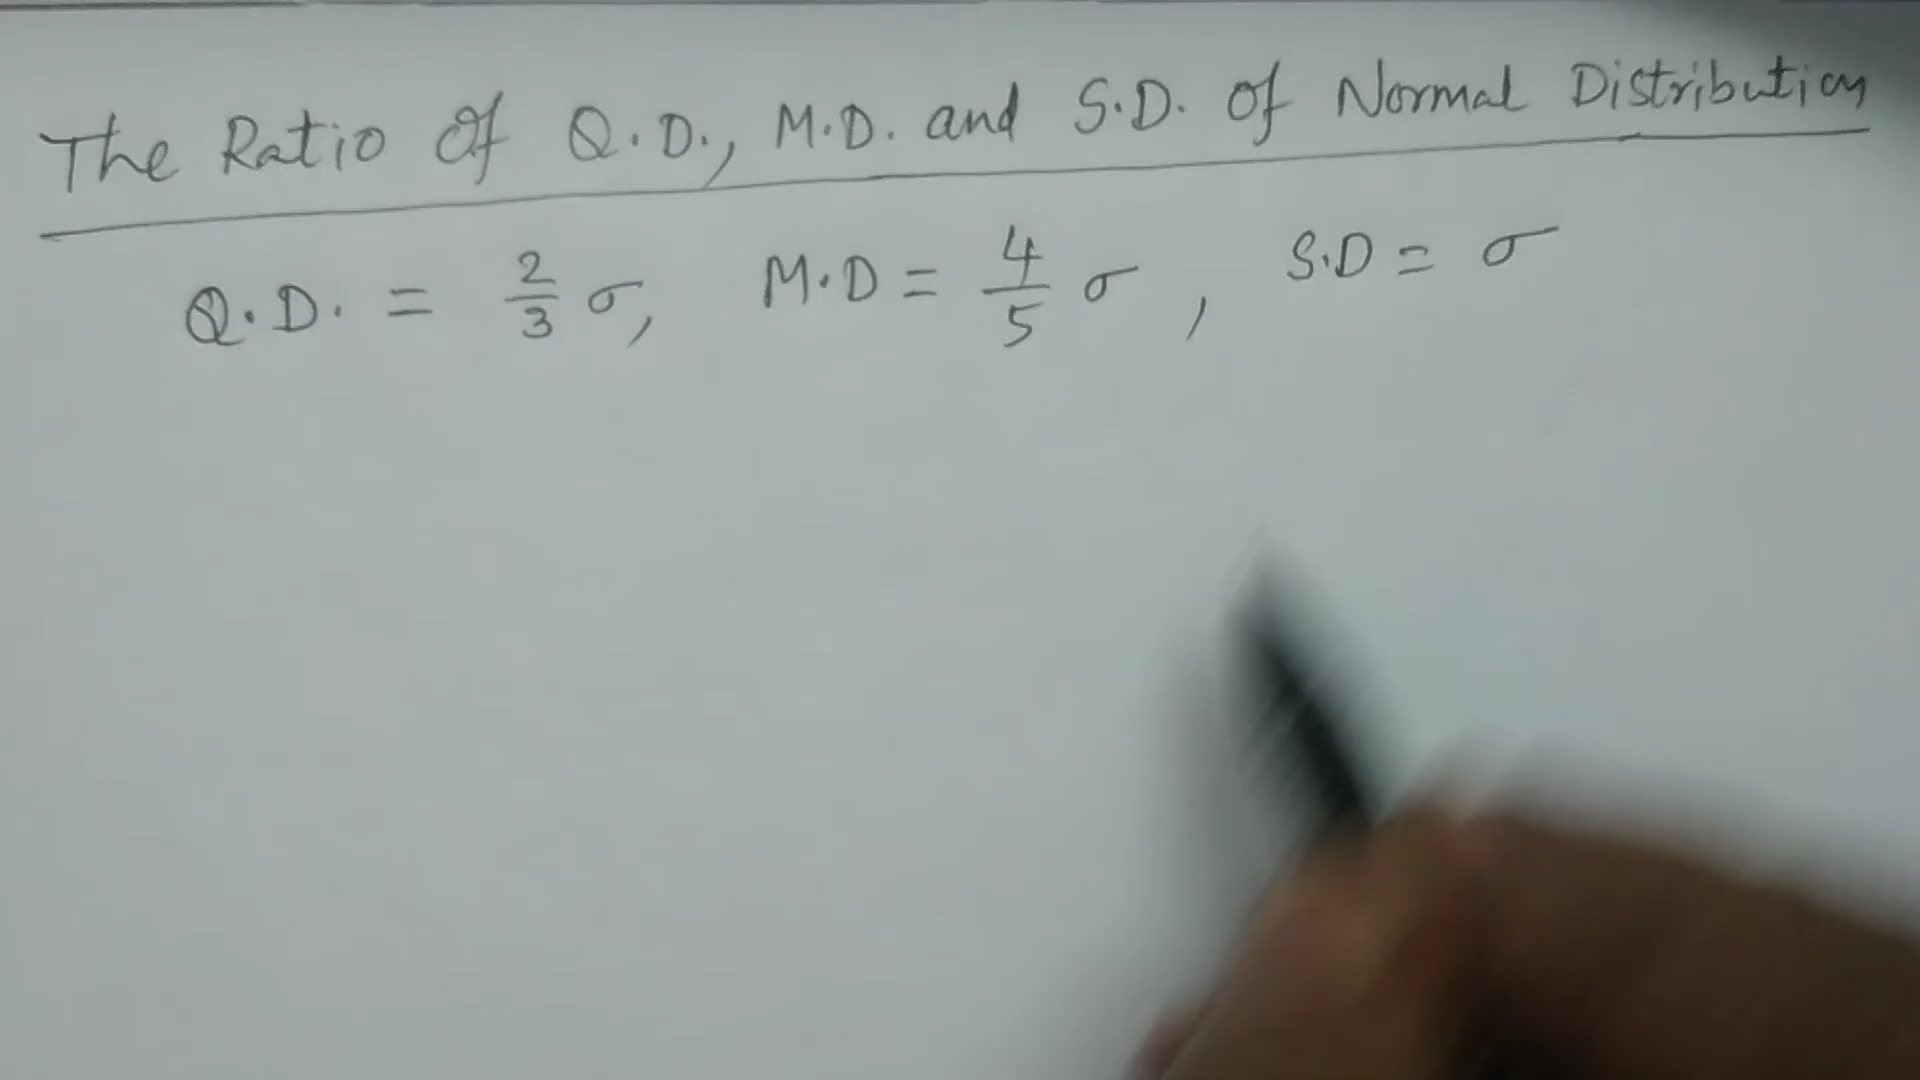 The Ratio Of Q.D., M.D. and S.D. of Normal Distribution
Q.D. = 2/3 σ, M.D = 4/5 σ, S.D = σ